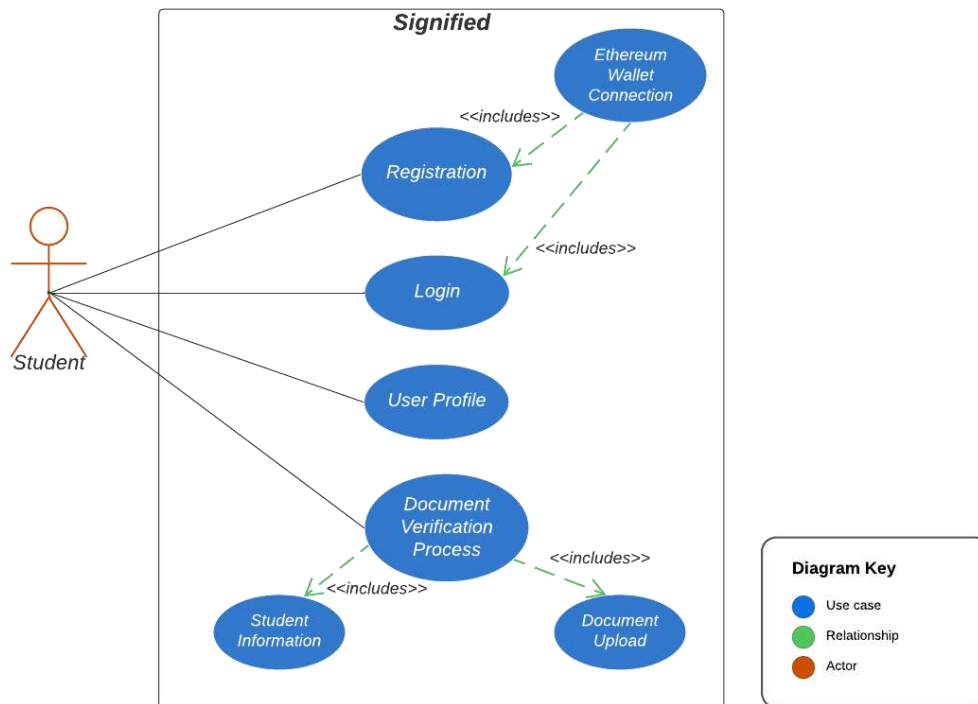 Signified
Ethereum
Wallet
Connection
<<includes>>
Registration
<<includes>>
Login
Student
User Profile
Document
Verification
Process
<<includes>>
<<includes>>
Student
Information
Document
Upload
Diagram Key
Use case
Relationship
Actor